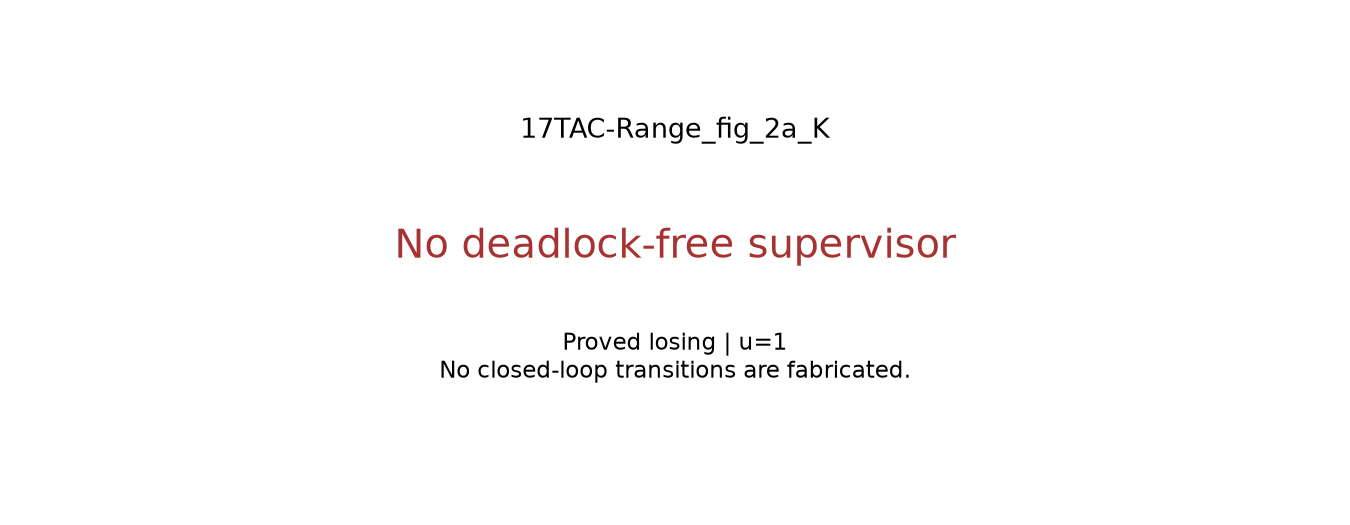 17TAC-Range_fig_2a_K
No deadlock-free supervisor
Proved losing | u=1
No closed-loop transitions are fabricated.